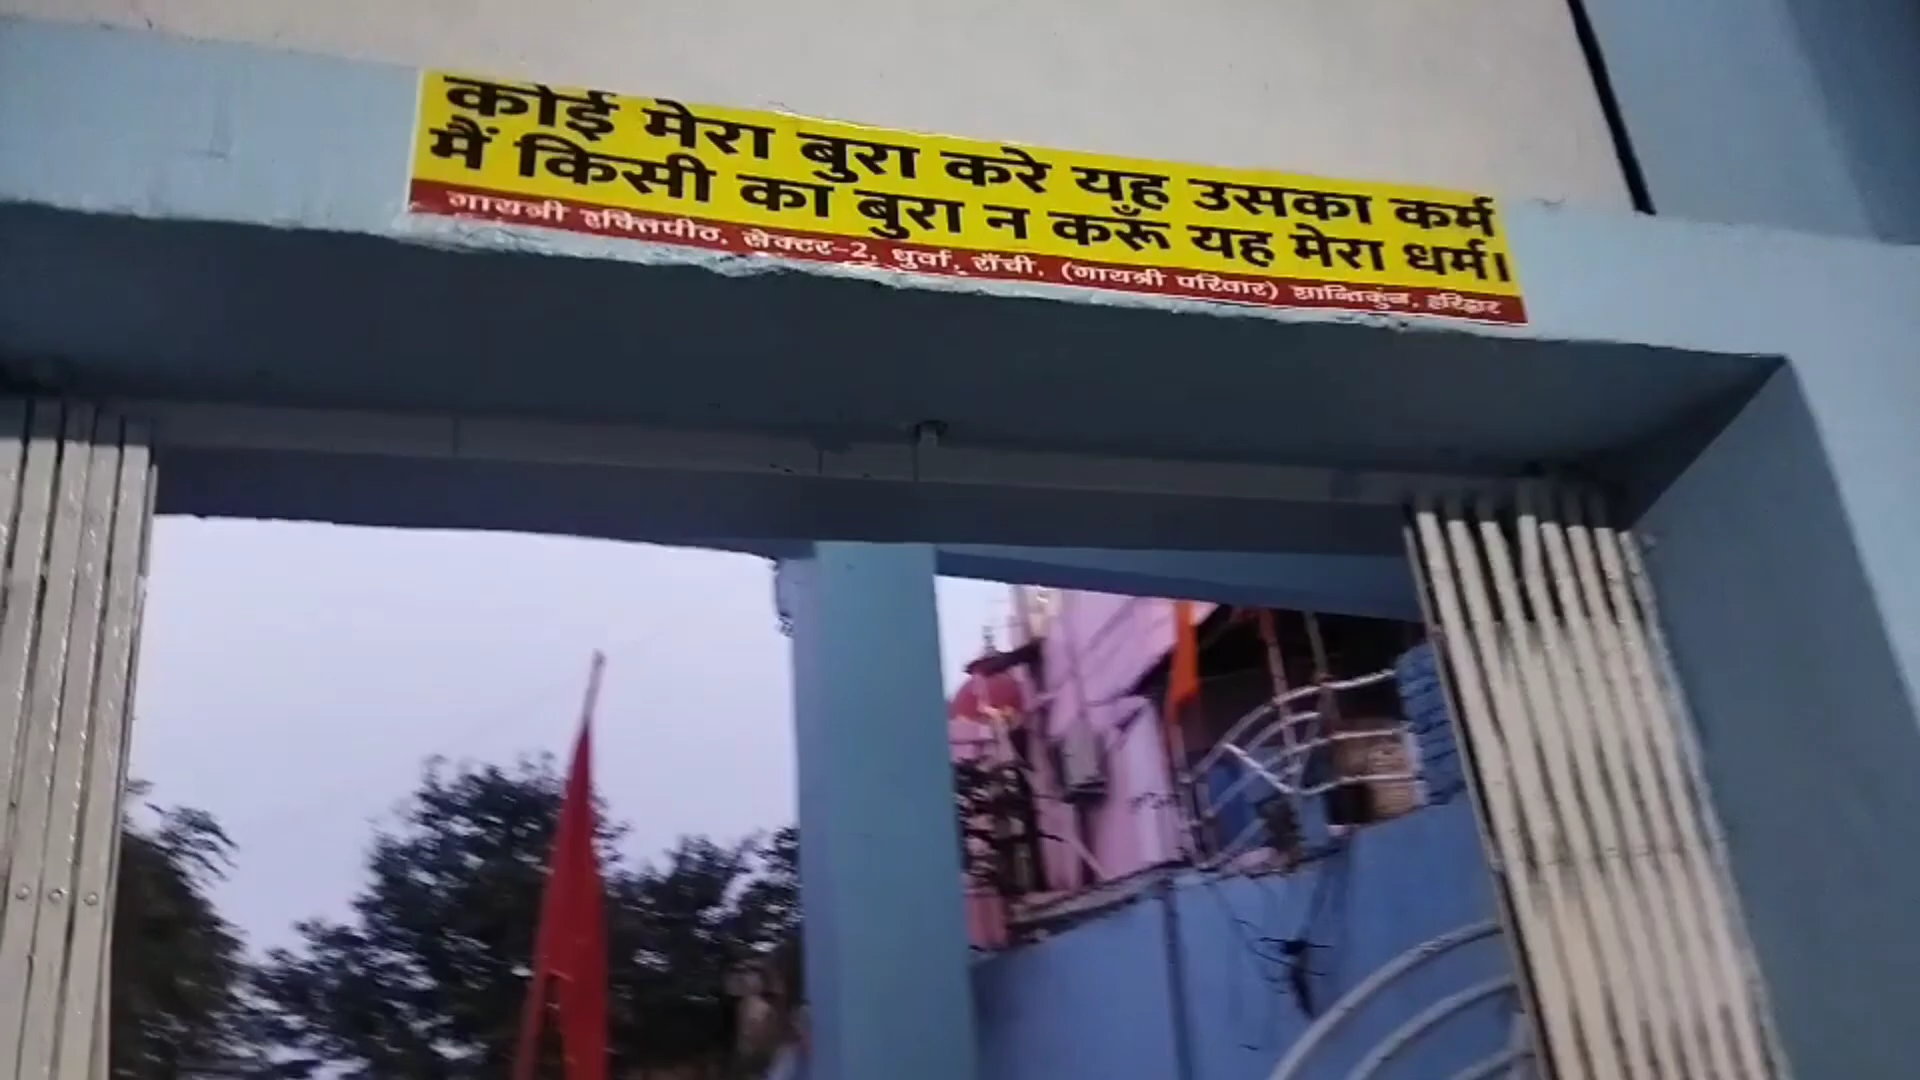 कोई मेरा बुरा करे यह उसका कर्म
मैं किसी का बुरा न करूँ यह मेरा धर्म।
गायत्री शक्तिपीठ, सेक्टर-2, धुर्वा, राँची. (गायत्री परिवार) शान्तिकुंज, हरिद्वार